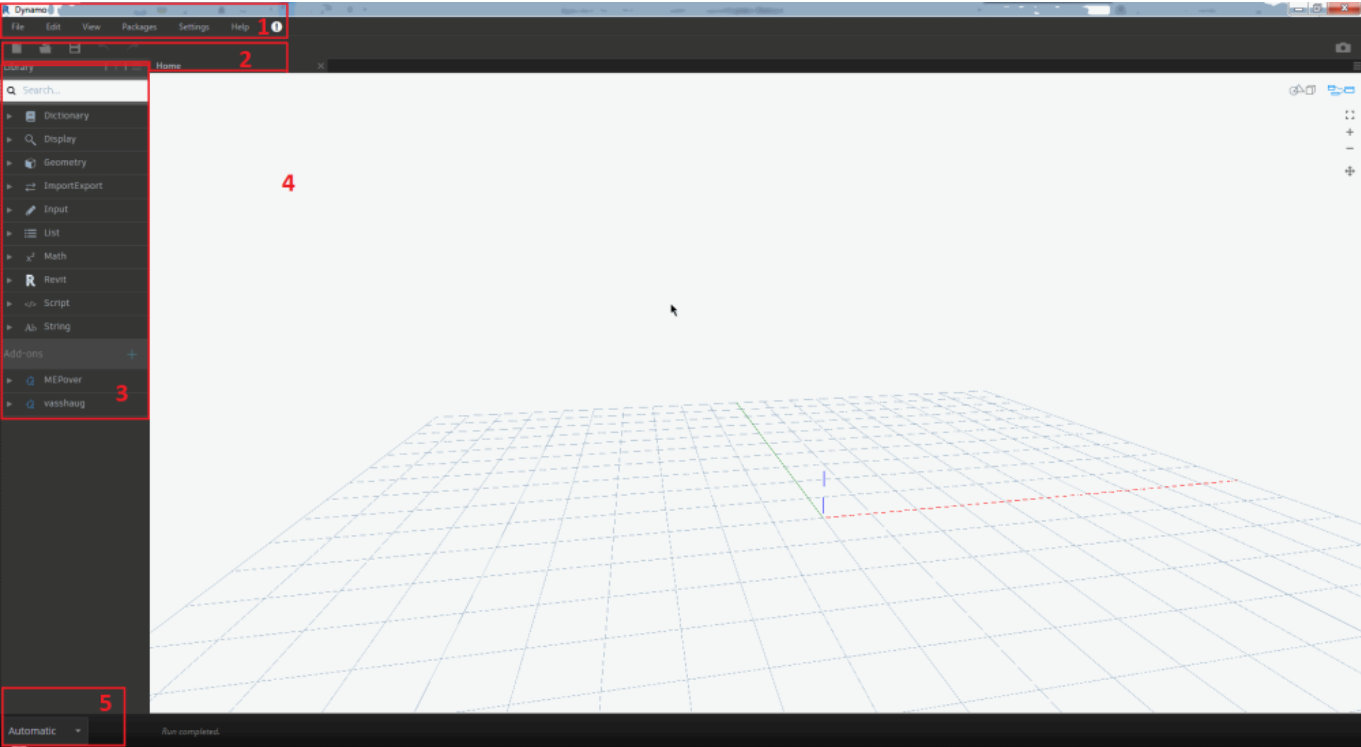 Dynamo
File Edit View Packages Settings Help 1 !
2
Library
Home
Search...
Dictionary
Display
Geometry
4
ImportExport
Input
List
Math
R Revit
Script
Ab String
Add-ons +
MEPover
3
vasshaug
5
Automatic
Run completed.